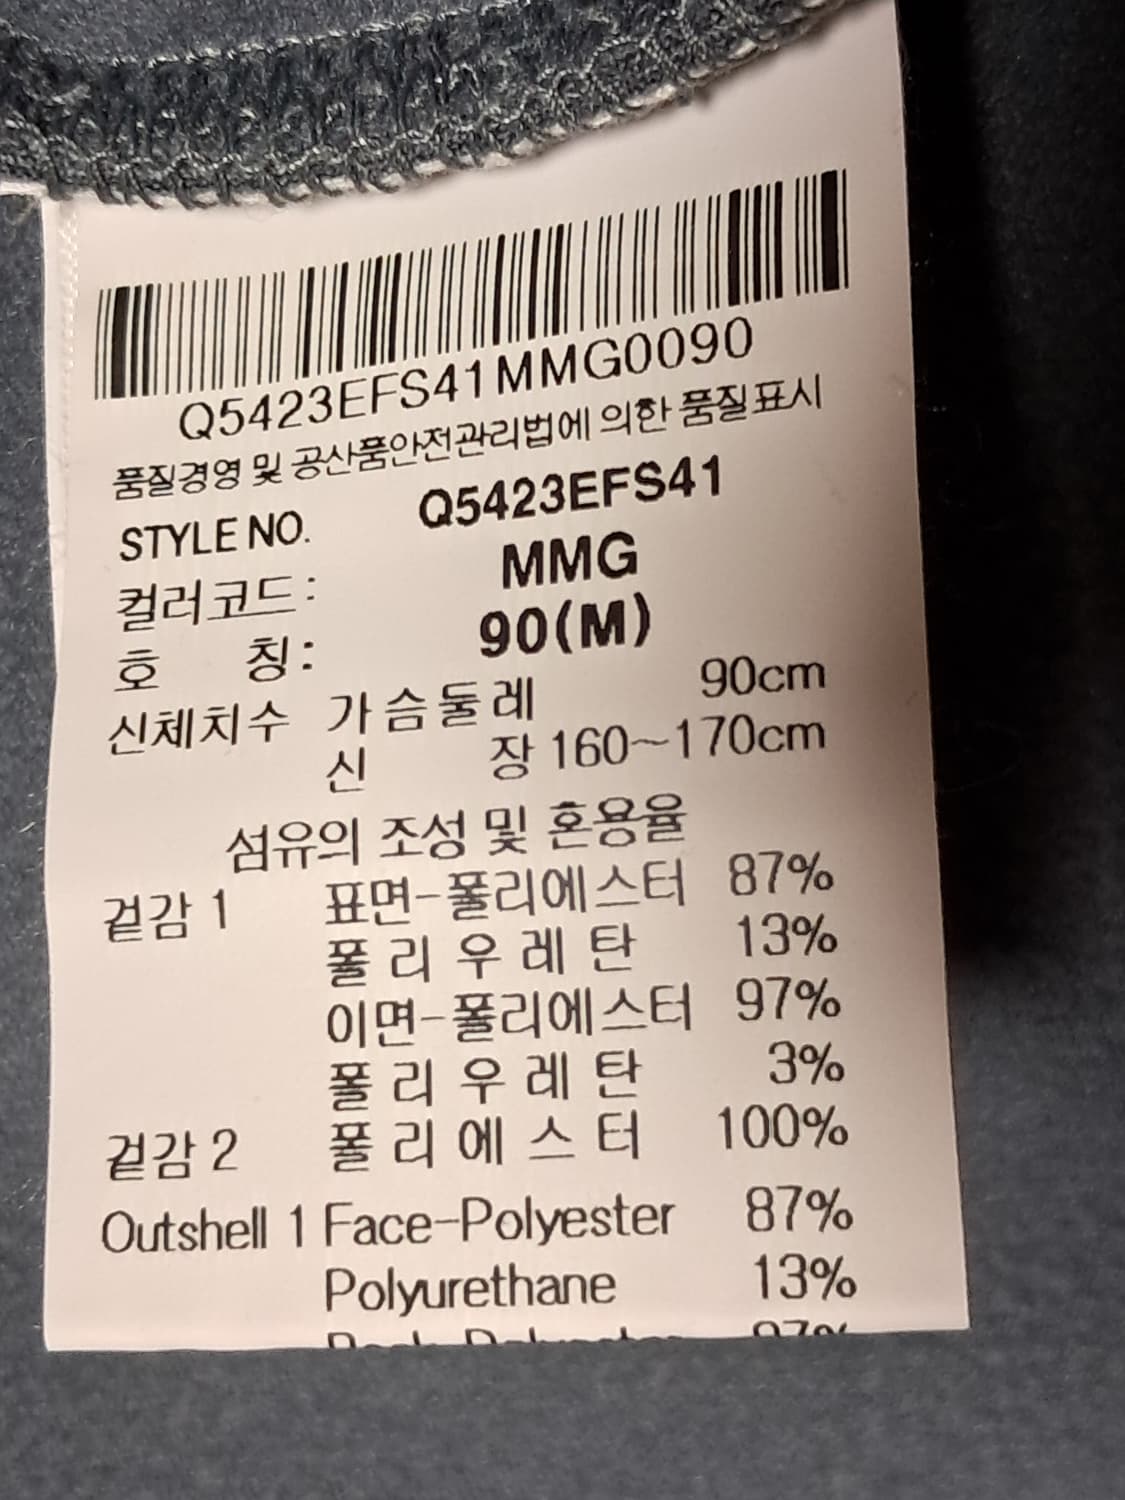 Q5423EFS41MMG0090
품질경영 및 공산품안전관리법에 의한 품질표시
STYLE NO. Q5423EFS41
컬러코드: MMG
호 칭: 90(M)
신체치수 가슴둘레 90cm
신 장 160~170cm
섬유의 조성 및 혼용율
겉감 1 표면-폴리에스터 87%
폴 리 우 레 탄 13%
이면-폴리에스터 97%
폴 리 우 레 탄 3%
겉감 2 폴 리 에 스 터 100%
Outshell 1 Face-Polyester 87%
Polyurethane 13%